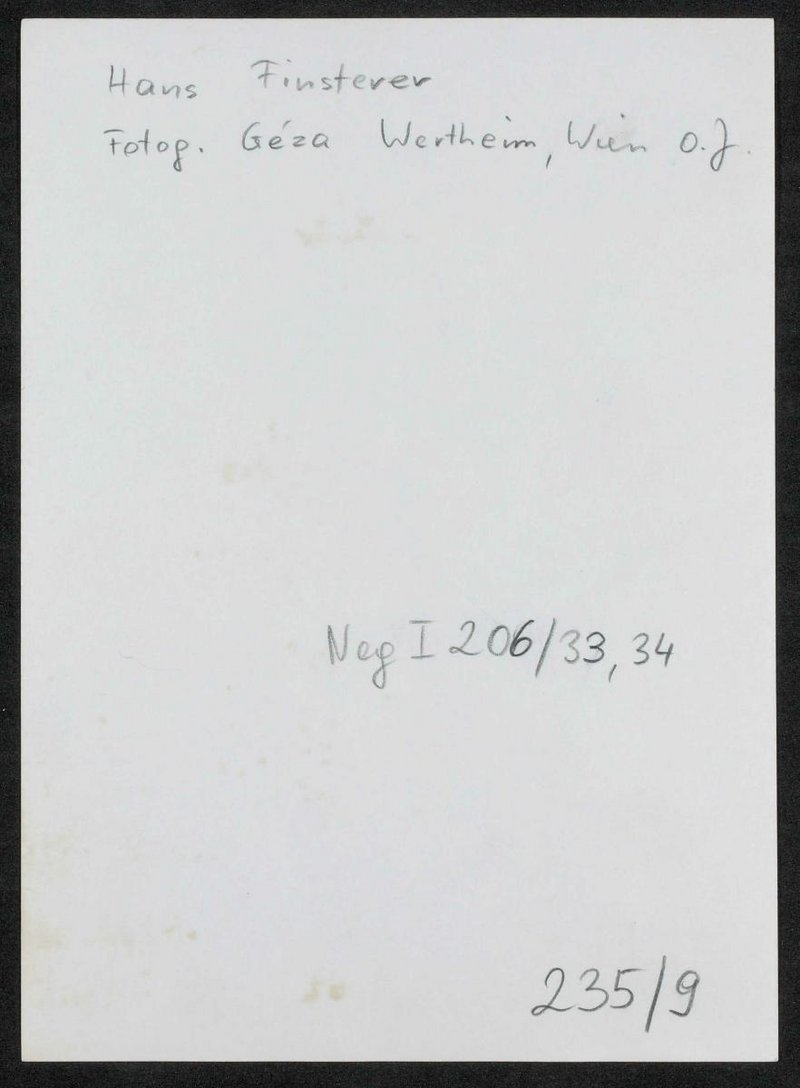 Hans Finsterer
Fotog. Géza Wertheim, Wien o.J.
Neg I 206/33, 34
235/9